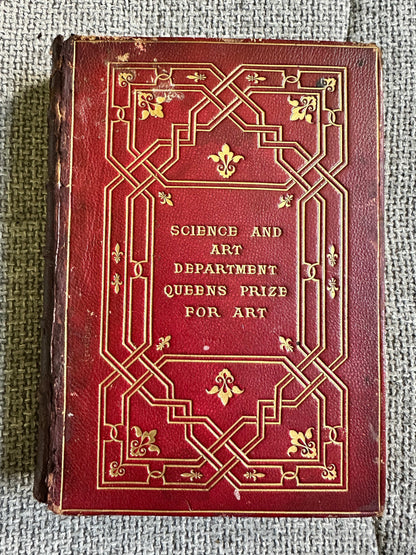 SCIENCE AND
ART
DEPARTMENT
QUEENS PRIZE
FOR ART